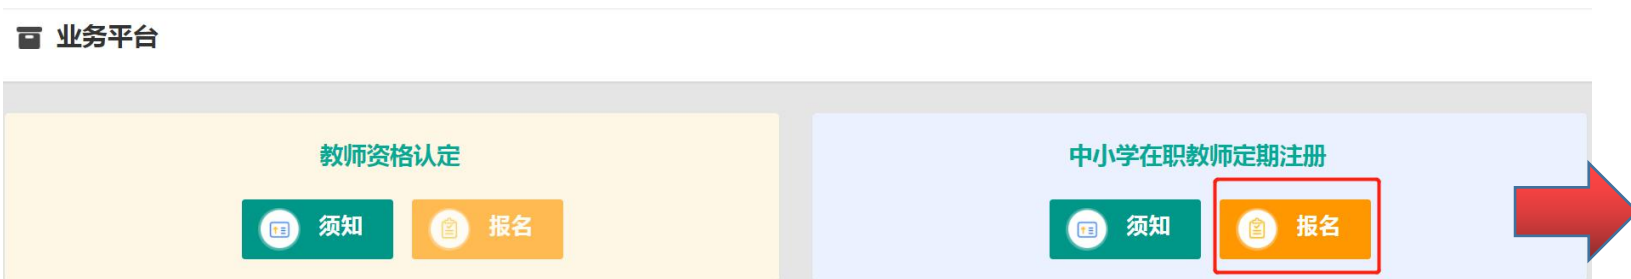 业务平台
教师资格认定
中小学在职教师定期注册
须知
报名
须知
报名